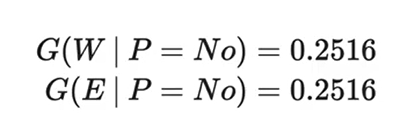 G(W | P = No) = 0.2516
G(E | P = No) = 0.2516